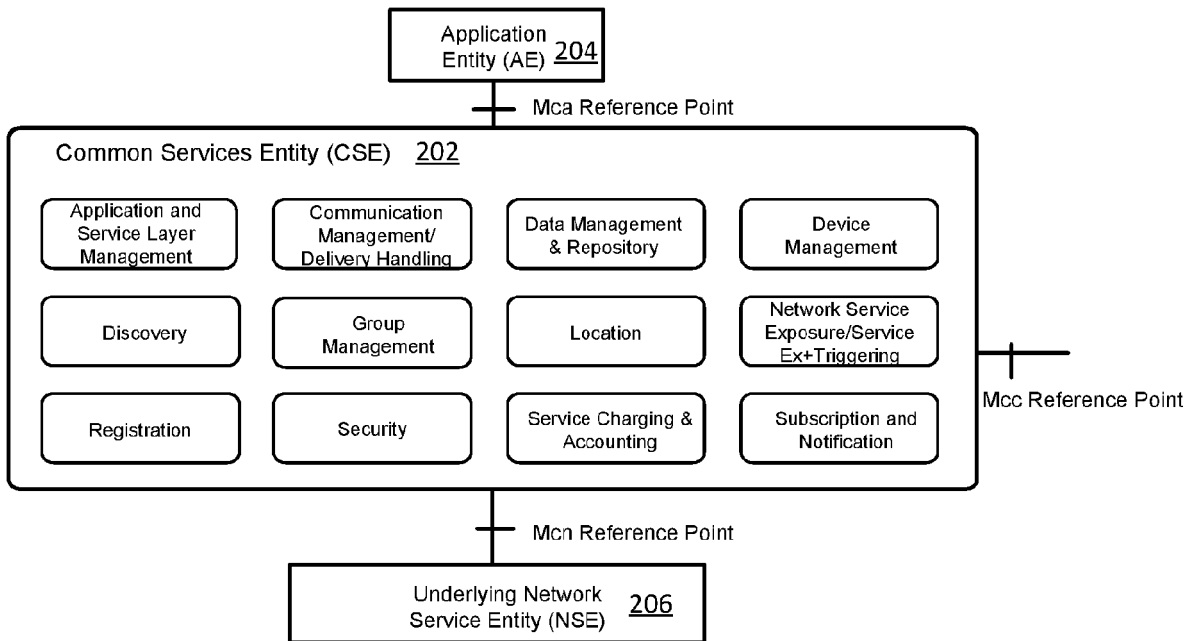 Application
Entity (AE) 204
Mca Reference Point
Common Services Entity (CSE) 202
Application and
Service Layer
Management
Communication
Management/
Delivery Handling
Data Management
& Repository
Device
Management
Discovery
Group
Management
Location
Network Service
Exposure/Service
Ex+Triggering
Mcc Reference Point
Registration
Security
Service Charging &
Accounting
Subscription and
Notification
Mcn Reference Point
Underlying Network
Service Entity (NSE) 206